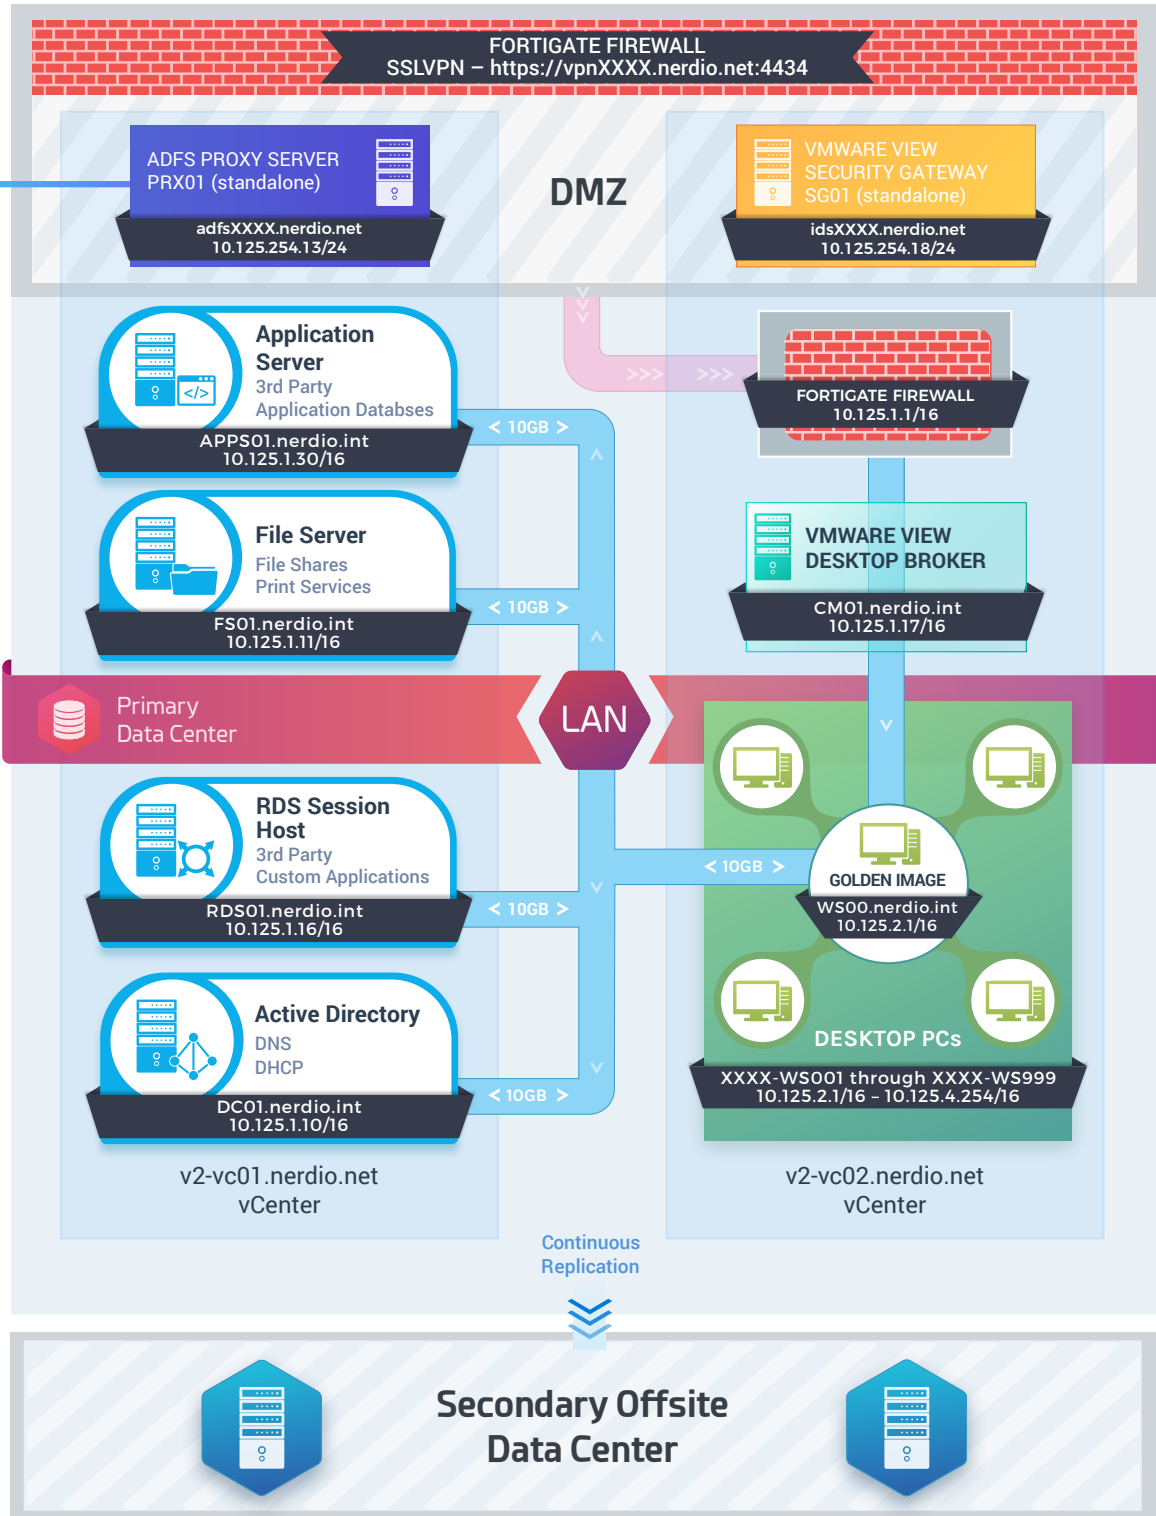 FORTIGATE FIREWALL
SSLVPN – https://vpnXXXX.nerdio.net:4434
ADFS PROXY SERVER
PRX01 (standalone)
adfsXXXX.nerdio.net
10.125.254.13/24
DMZ
VMWARE VIEW
SECURITY GATEWAY
SG01 (standalone)
idsXXXX.nerdio.net
10.125.254.18/24
Application
Server
3rd Party
Application Databses
</>
APPS01.nerdio.int
10.125.1.30/16
< 10GB >
>>> >>>
FORTIGATE FIREWALL
10.125.1.1/16
File Server
File Shares
Print Services
FS01.nerdio.int
10.125.1.11/16
< 10GB >
VMWARE VIEW
DESKTOP BROKER
CM01.nerdio.int
10.125.1.17/16
Primary
Data Center
LAN
RDS Session
Host
3rd Party
Custom Applications
RDS01.nerdio.int
10.125.1.16/16
< 10GB >
< 10GB >
GOLDEN IMAGE
WS00.nerdio.int
10.125.2.1/16
Active Directory
DNS
DHCP
DC01.nerdio.int
10.125.1.10/16
< 10GB >
DESKTOP PCs
XXXX-WS001 through XXXX-WS999
10.125.2.1/16 – 10.125.4.254/16
v2-vc01.nerdio.net
vCenter
v2-vc02.nerdio.net
vCenter
Continuous
Replication
Secondary Offsite
Data Center